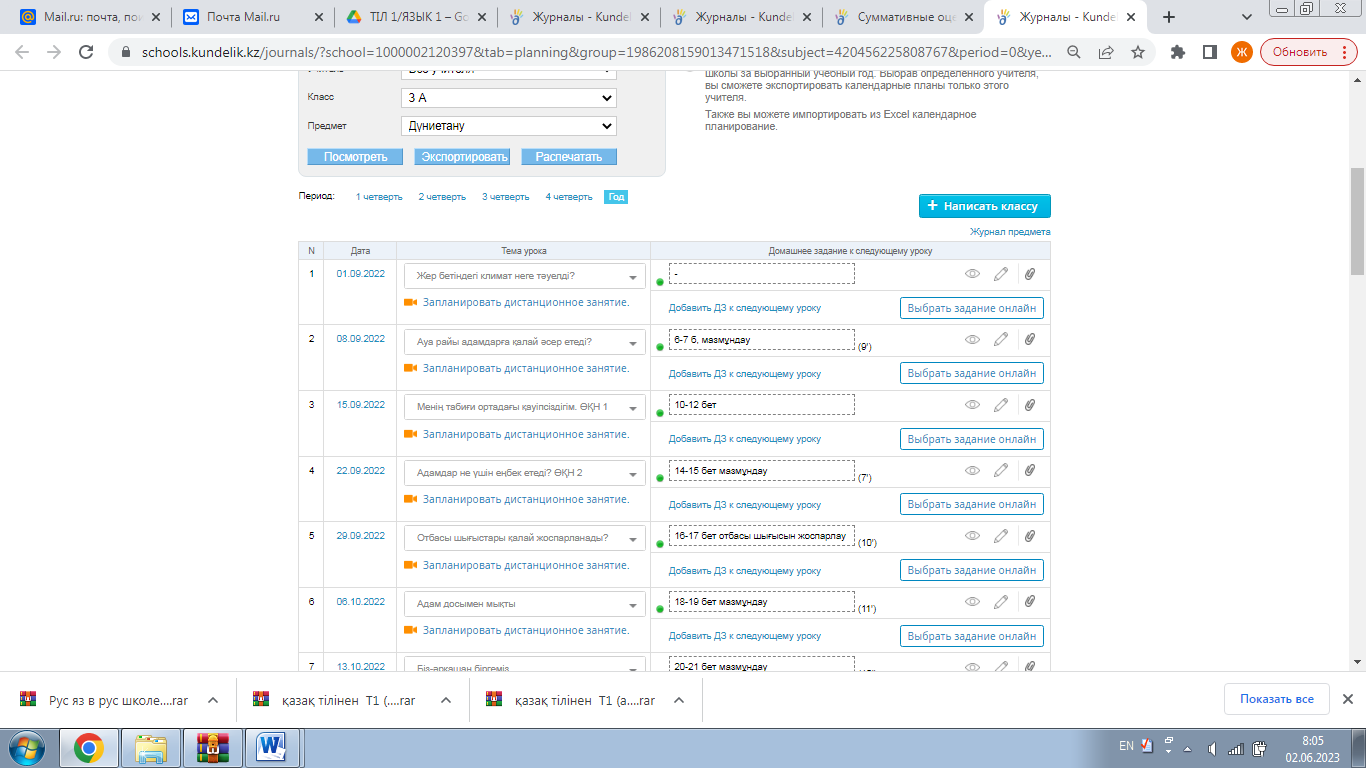 Mail.ru: почта, пои
Почта Mail.ru
ТІЛ 1/ЯЗЫК 1 – Go
Журналы - Kundel
Журналы - Kundel
Суммативные оце
Журналы - Kundel
schools.kundelik.kz/journals/?school=1000002120397&tab=planning&group=1986208159013471518&subject=420456225808767&period=0&ye...
Ж
Обновить
школы за выбранный учебный год. Выбрав определенного учителя,
вы сможете экспортировать календарные планы только этого
учителя.
Также вы можете импортировать из Excel календарное
планирование.
Класс
3 А
Предмет
Дүниетану
Посмотреть
Экспортировать
Распечатать
Период:
1 четверть
2 четверть
3 четверть
4 четверть
Год
+ Написать классу
Журнал предмета
N
Дата
Тема урока
Домашнее задание к следующему уроку
1
01.09.2022
Жер бетіндегі климат неге тәуелді?
-
Запланировать дистанционное занятие.
Добавить ДЗ к следующему уроку
Выбрать задание онлайн
2
08.09.2022
Ауа райы адамдарға қалай әсер етеді?
6-7 б, мазмұндау
(9')
Запланировать дистанционное занятие.
Добавить ДЗ к следующему уроку
Выбрать задание онлайн
3
15.09.2022
Менің табиғи ортадағы қауіпсіздігім. ӨҚН 1
10-12 бет
Запланировать дистанционное занятие.
Добавить ДЗ к следующему уроку
Выбрать задание онлайн
4
22.09.2022
Адамдар не үшін еңбек етеді? ӨҚН 2
14-15 бет мазмұндау
(7')
Запланировать дистанционное занятие.
Добавить ДЗ к следующему уроку
Выбрать задание онлайн
5
29.09.2022
Отбасы шығыстары қалай жоспарланады?
16-17 бет отбасы шығысын жоспарлау
(10')
Запланировать дистанционное занятие.
Добавить ДЗ к следующему уроку
Выбрать задание онлайн
6
06.10.2022
Адам досымен мықты
18-19 бет мазмұндау
(11')
Запланировать дистанционное занятие.
Добавить ДЗ к следующему уроку
Выбрать задание онлайн
7
13.10.2022
Біз-әрқашан біргеміз
20-21 бет мазмұндау
Рус яз в рус школе....rar
қазақ тілінен Т1 (....rar
қазақ тілінен Т1 (а....rar
Показать все
EN
8:05
02.06.2023